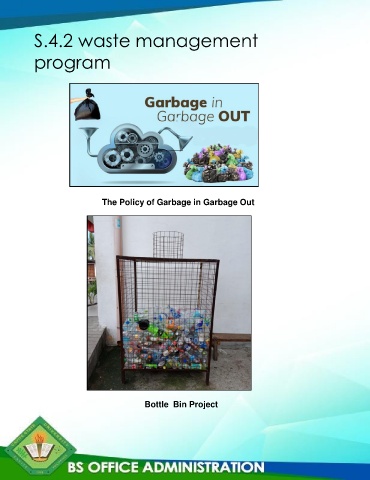 S.4.2 waste management
program
Garbage in
Garbage OUT
The Policy of Garbage in Garbage Out
Bottle Bin Project
BS OFFICE ADMINISTRATION